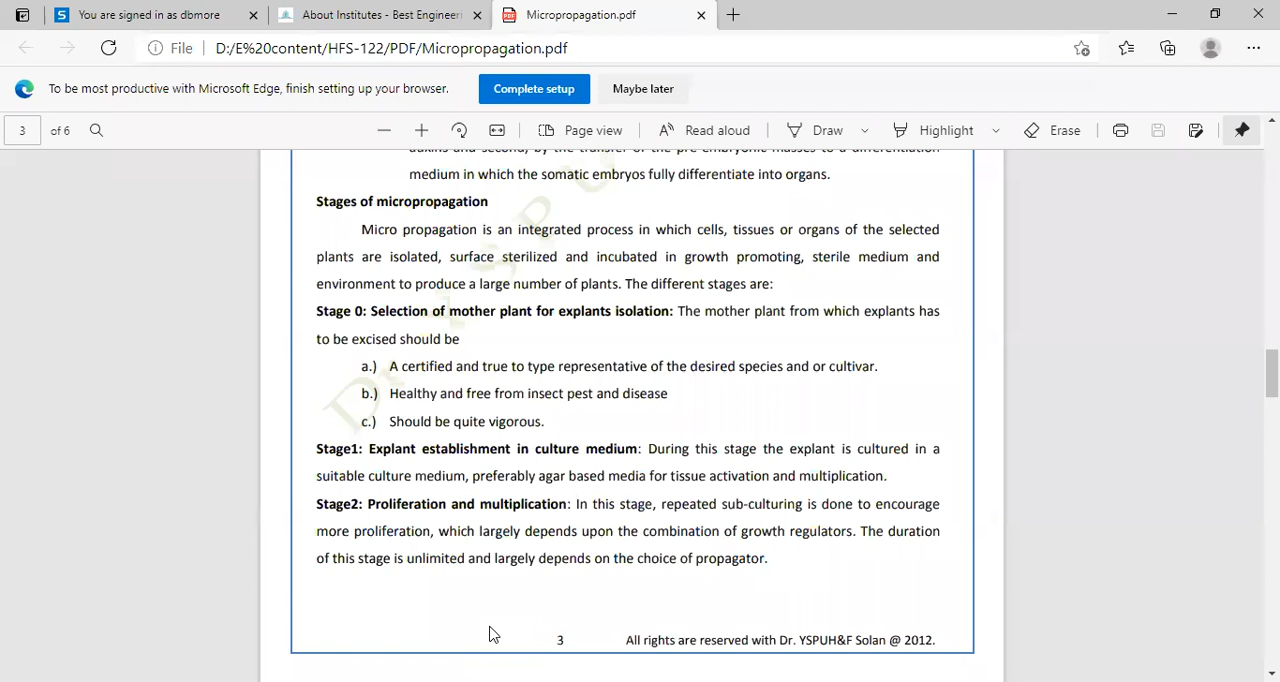 You are signed in as dbmore
About Institutes - Best Engineeri
Micropropagation.pdf
File
D:/E%20content/HFS-122/PDF/Micropropagation.pdf
To be most productive with Microsoft Edge, finish setting up your browser.
Complete setup
Maybe later
3 of 6
Page view
Read aloud
Draw
Highlight
Erase
medium in which the somatic embryos fully differentiate into organs.
Stages of micropropagation
Micro propagation is an integrated process in which cells, tissues or organs of the selected
plants are isolated, surface sterilized and incubated in growth promoting, sterile medium and
environment to produce a large number of plants. The different stages are:
Stage 0: Selection of mother plant for explants isolation: The mother plant from which explants has
to be excised should be
a.) A certified and true to type representative of the desired species and or cultivar.
b.) Healthy and free from insect pest and disease
c.) Should be quite vigorous.
Stage1: Explant establishment in culture medium: During this stage the explant is cultured in a
suitable culture medium, preferably agar based media for tissue activation and multiplication.
Stage2: Proliferation and multiplication: In this stage, repeated sub-culturing is done to encourage
more proliferation, which largely depends upon the combination of growth regulators. The duration
of this stage is unlimited and largely depends on the choice of propagator.
3
All rights are reserved with Dr. YSPUH&F Solan @ 2012.